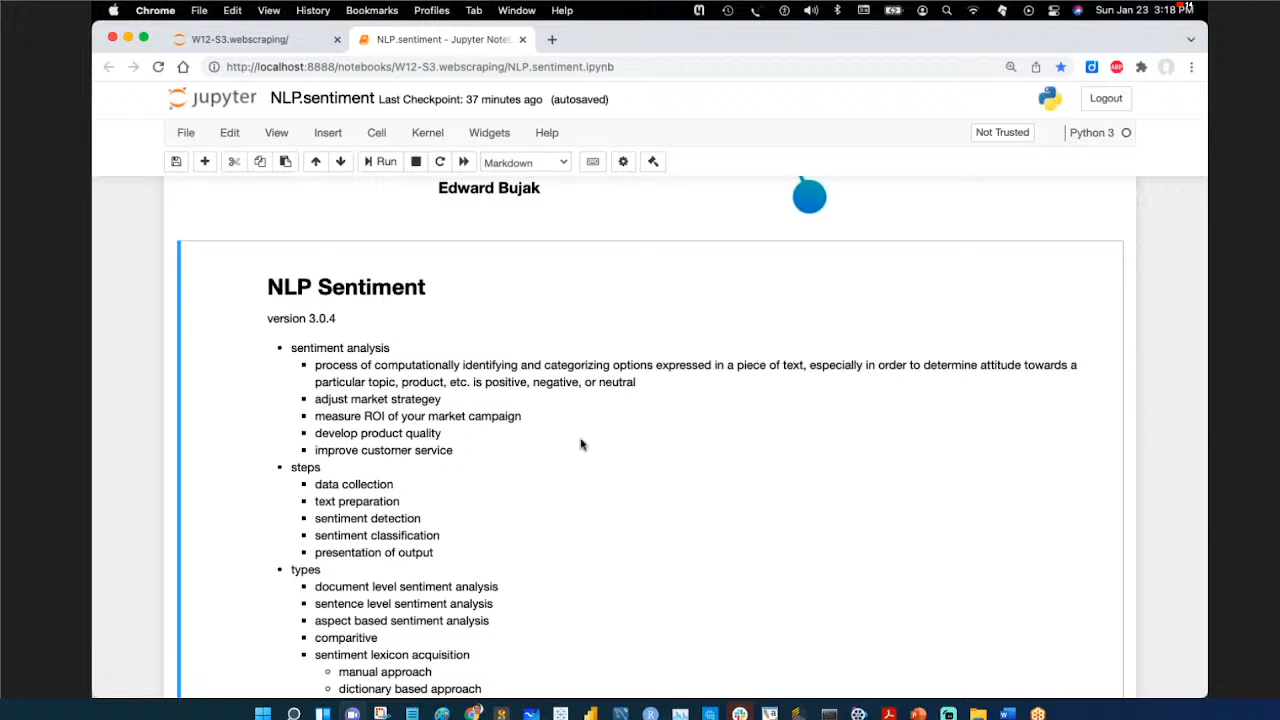 Chrome File Edit View History Bookmarks Profiles Tab Window Help Sun Jan 23 3:18 PM
W12-S3.webscraping/ NLP.sentiment - Jupyter Note
http://localhost:8888/notebooks/W12-S3.webscraping/NLP.sentiment.ipynb
jupyter NLP.sentiment Last Checkpoint: 37 minutes ago (autosaved) Logout
File Edit View Insert Cell Kernel Widgets Help Not Trusted Python 3
Run Markdown
Edward Bujak
NLP Sentiment
version 3.0.4
sentiment analysis
process of computationally identifying and categorizing options expressed in a piece of text, especially in order to determine attitude towards a
particular topic, product, etc. is positive, negative, or neutral
adjust market strategey
measure ROI of your market campaign
develop product quality
improve customer service
steps
data collection
text preparation
sentiment detection
sentiment classification
presentation of output
types
document level sentiment analysis
sentence level sentiment analysis
aspect based sentiment analysis
comparitive
sentiment lexicon acquisition
manual approach
dictionary based approach